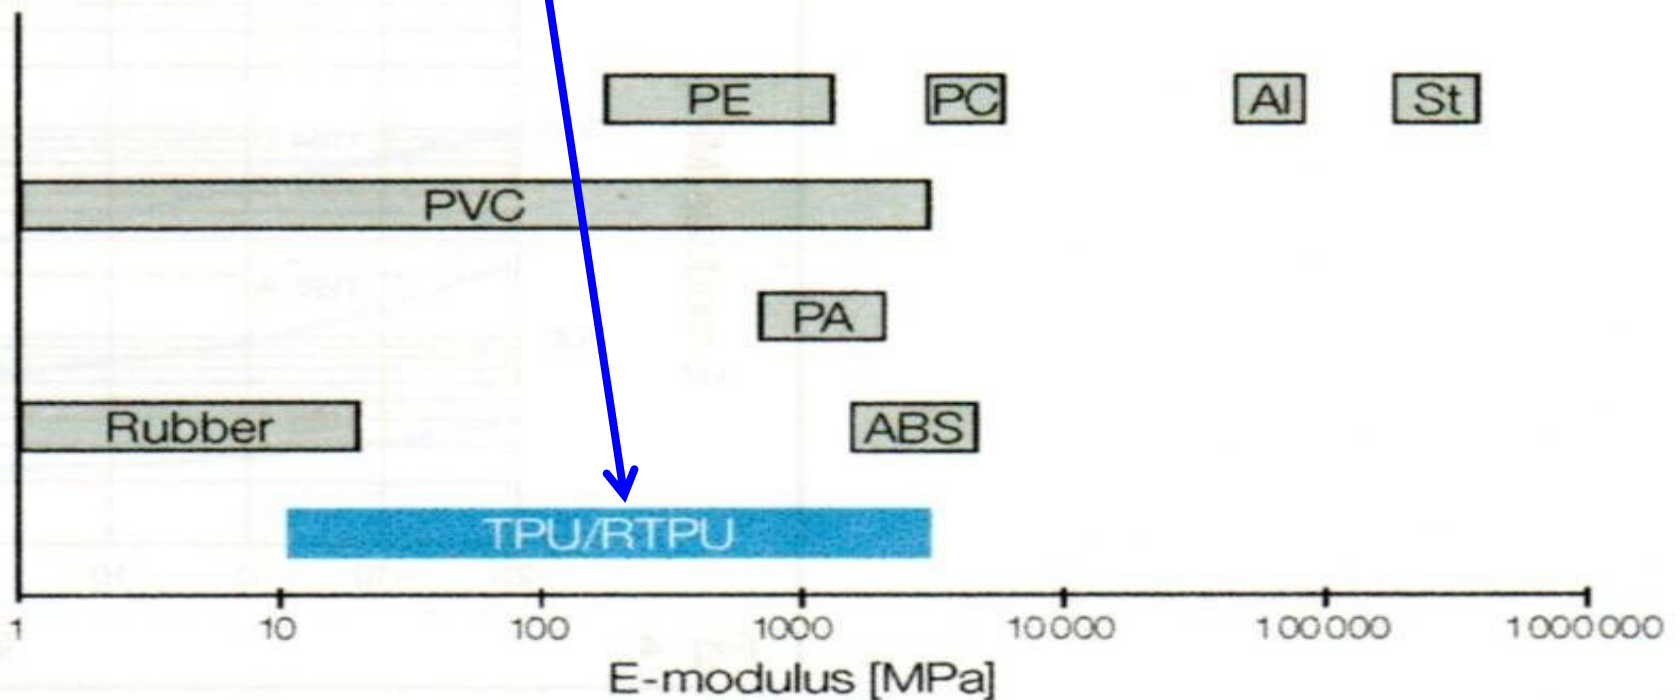 PE PC Al St
PVC
PA
Rubber ABS
TPU/RTPU
1 10 100 1000 10000 100000 1000000
E-modulus [MPa]